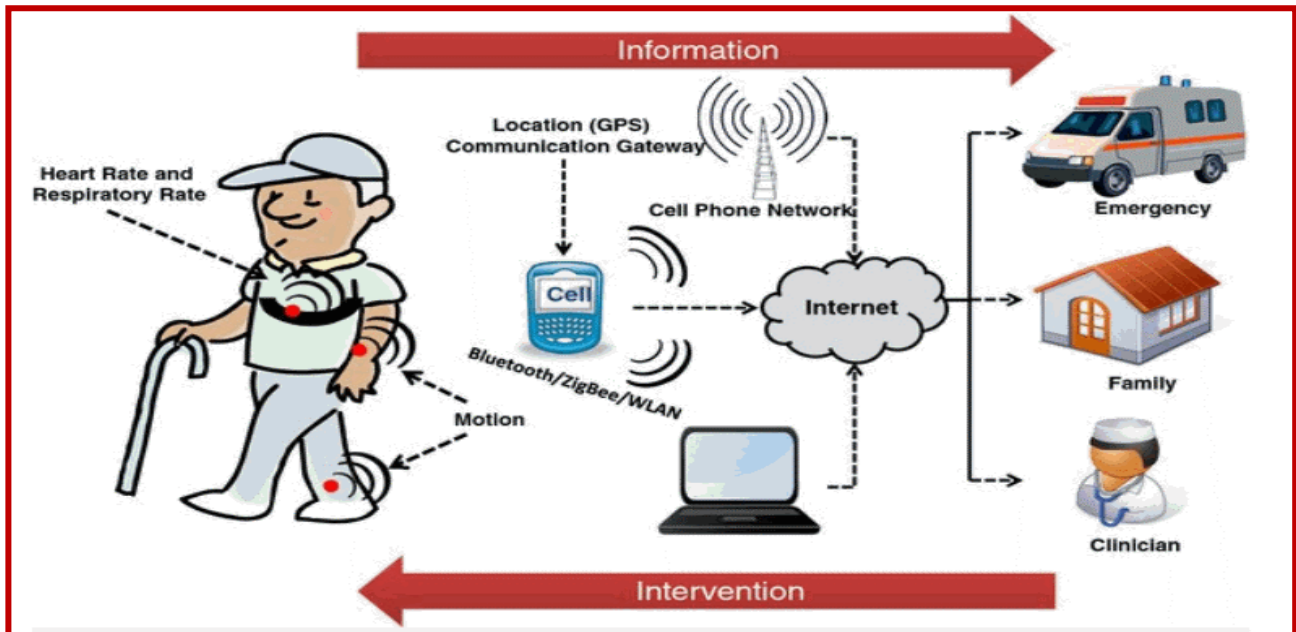 Information
Location (GPS)
Communication Gateway
Heart Rate and
Respiratory Rate
Cell Phone Network
Emergency
Cell
Internet
Bluetooth/ZigBee/WLAN
Family
Motion
Clinician
Intervention